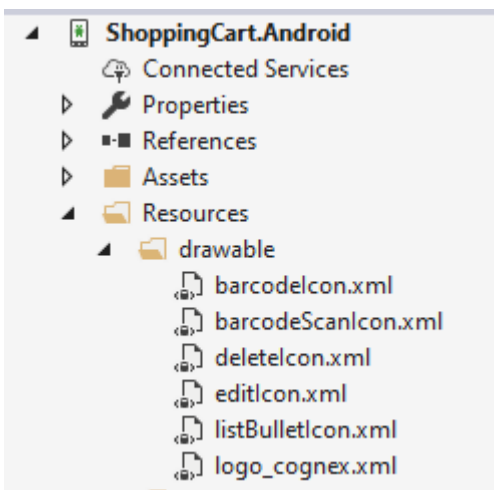 ShoppingCart.Android
Connected Services
Properties
References
Assets
Resources
drawable
barcodeIcon.xml
barcodeScanIcon.xml
deleteIcon.xml
editIcon.xml
listBulletIcon.xml
logo_cognex.xml